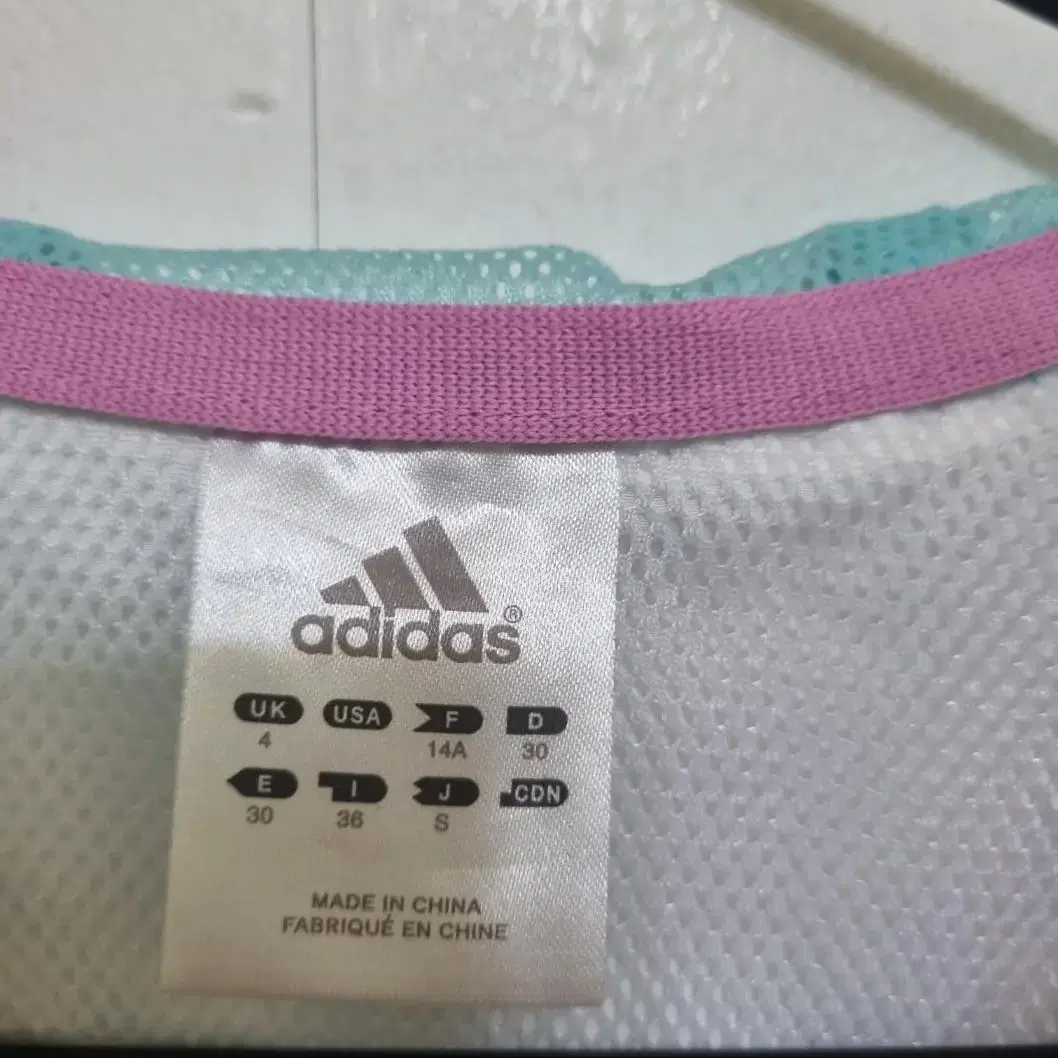 adidas®
UK USA F D
4 14A 30
E I J CDN
30 36 S
MADE IN CHINA
FABRIQUÉ EN CHINE